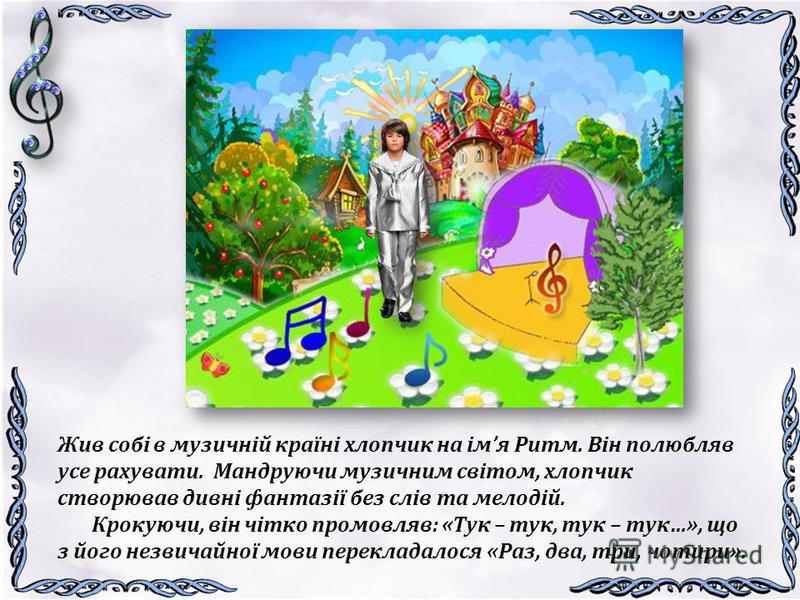 Жив собі в музичній країні хлопчик на ім’я Ритм. Він полюбляв
усе рахувати. Мандруючи музичним світом, хлопчик
створював дивні фантазії без слів та мелодій.
Крокуючи, він чітко промовляв: «Тук – тук, тук – тук…», що
з його незвичайної мови перекладалося «Раз, два, три, чотири».
MyShared